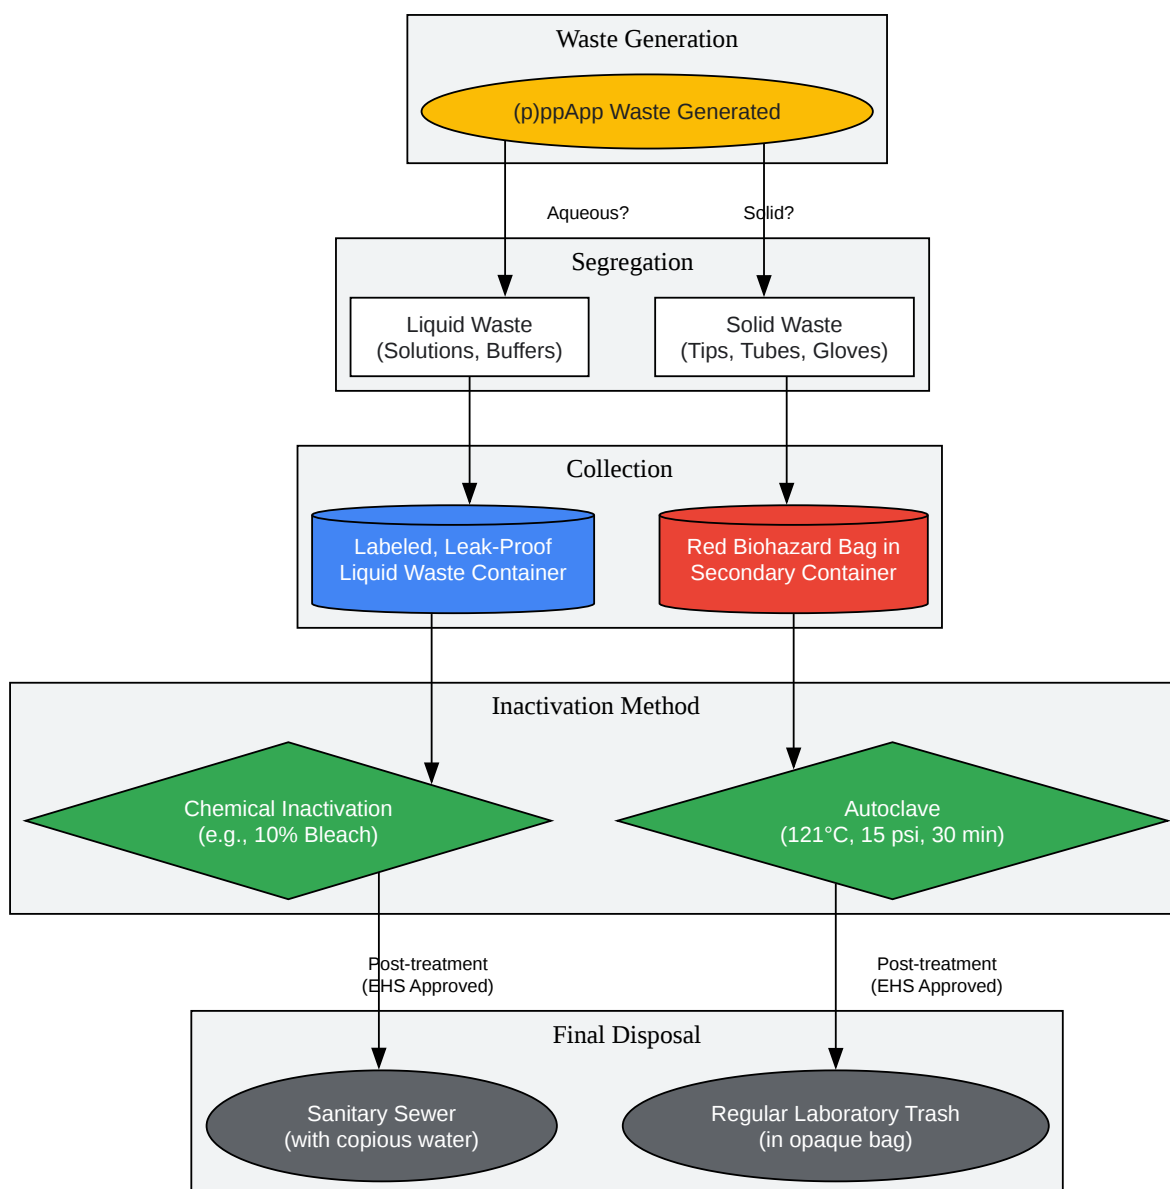 Waste Generation
(p)ppApp Waste Generated
Aqueous?
Solid?
Segregation
Liquid Waste
(Solutions, Buffers)
Solid Waste
(Tips, Tubes, Gloves)
Collection
Labeled, Leak-Proof
Liquid Waste Container
Red Biohazard Bag in
Secondary Container
Inactivation Method
Chemical Inactivation
(e.g., 10% Bleach)
Autoclave
(121°C, 15 psi, 30 min)
Post-treatment
(EHS Approved)
Post-treatment
(EHS Approved)
Final Disposal
Sanitary Sewer
(with copious water)
Regular Laboratory Trash
(in opaque bag)